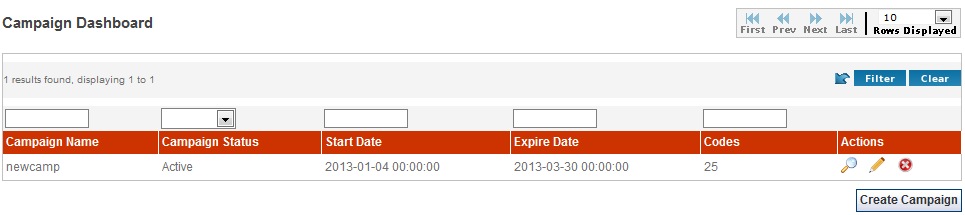 Campaign Dashboard
10
First Prev Next Last Rows Displayed
1 results found, displaying 1 to 1
Filter Clear
Campaign Name Campaign Status Start Date Expire Date Codes Actions
newcamp Active 2013-01-04 00:00:00 2013-03-30 00:00:00 25
Create Campaign